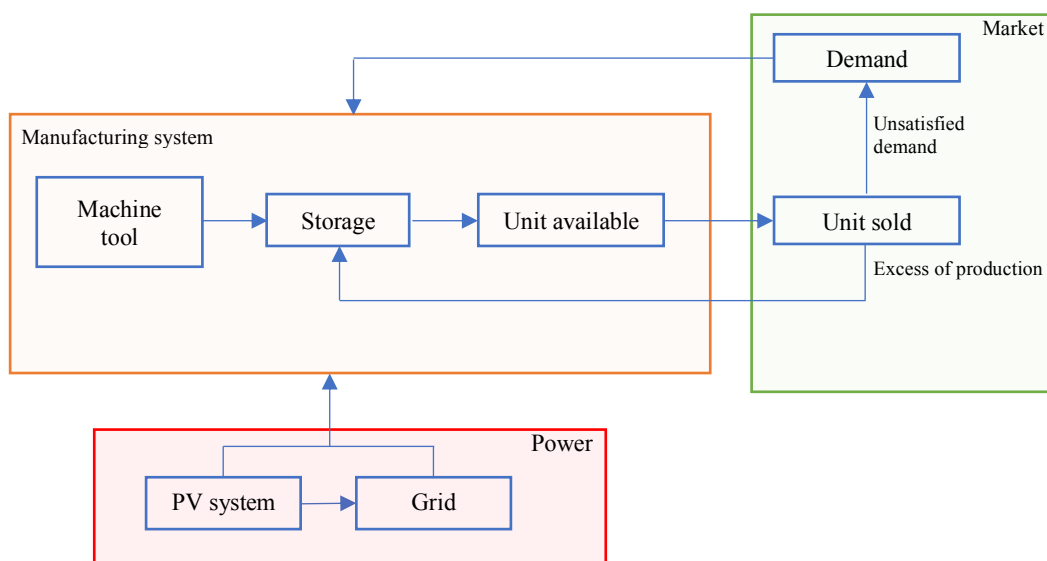 Market
Demand
Unsatisfied
demand
Manufacturing system
Machine
tool
Storage
Unit available
Unit sold
Excess of production
Power
PV system
Grid